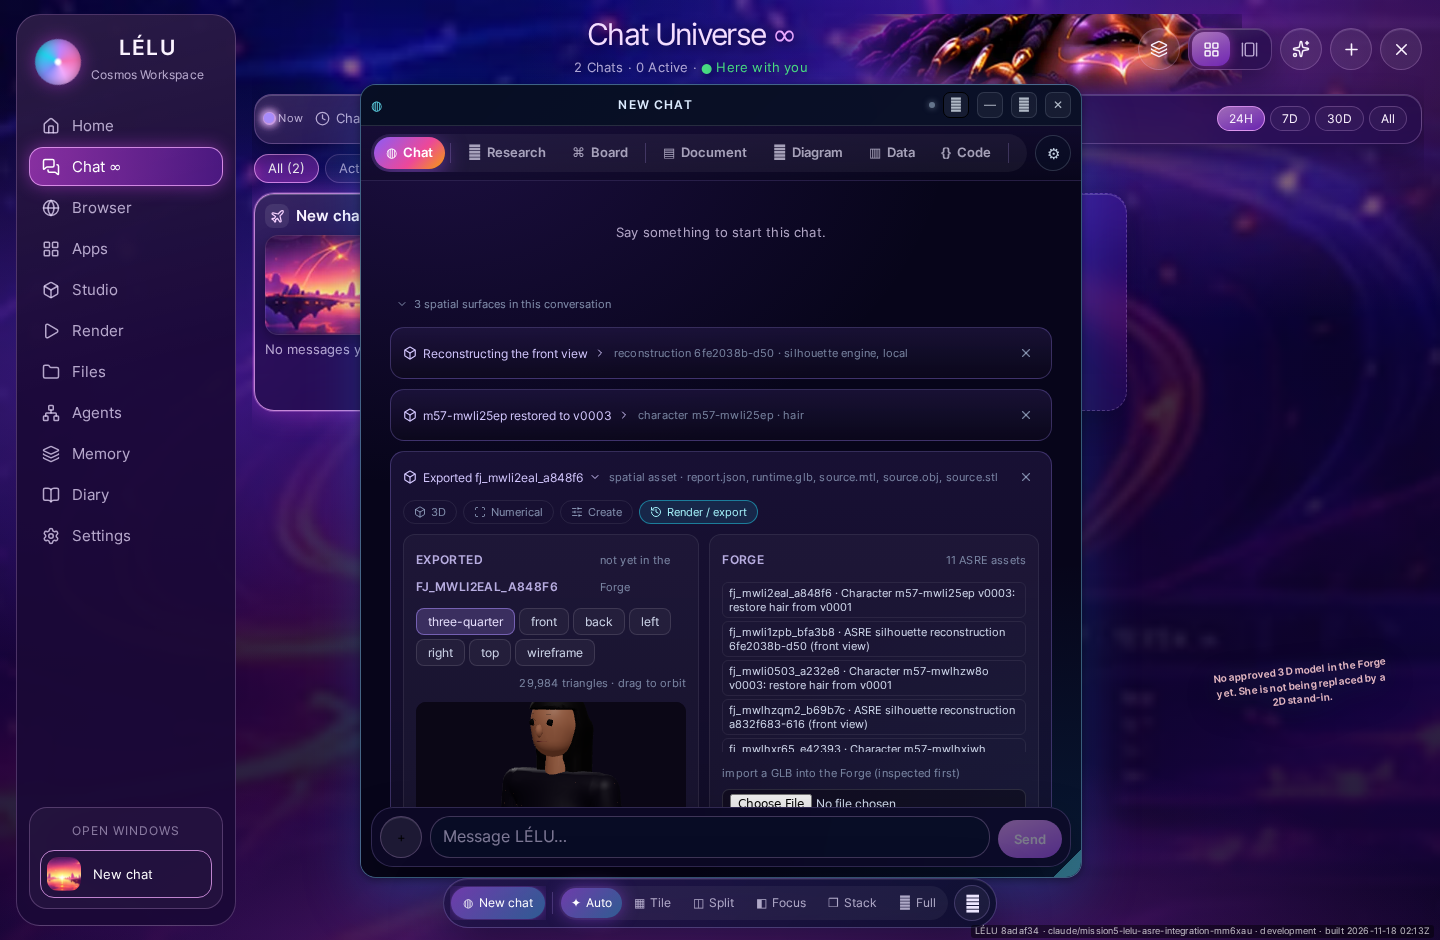 LÉLU
Cosmos Workspace
Home
Chat ∞
Browser
Apps
Studio
Render
Files
Agents
Memory
Diary
Settings
OPEN WINDOWS
New chat
Chat Universe ∞
2 Chats · 0 Active · Here with you
Now
Cha
24H
7D
30D
All
All (2)
Act
New cha
No messages y
NEW CHAT
Chat
Research
Board
Document
Diagram
Data
{} Code
Say something to start this chat.
3 spatial surfaces in this conversation
Reconstructing the front view
reconstruction 6fe2038b-d50 · silhouette engine, local
m57-mwli25ep restored to v0003
character m57-mwli25ep · hair
Exported fj_mwli2eal_a848f6
spatial asset · report.json, runtime.glb, source.mtl, source.obj, source.stl
3D
Numerical
Create
Render / export
EXPORTED
FJ_MWLI2EAL_A848F6
not yet in the
Forge
three-quarter
front
back
left
right
top
wireframe
29,984 triangles · drag to orbit
FORGE
11 ASRE assets
fj_mwli2eal_a848f6 · Character m57-mwli25ep v0003:
restore hair from v0001
fj_mwli1zpb_bfa3b8 · ASRE silhouette reconstruction
6fe2038b-d50 (front view)
fj_mwli0503_a232e8 · Character m57-mwlhzw8o
v0003: restore hair from v0001
fj_mwlhzqm2_b69b7c · ASRE silhouette reconstruction
a832f683-616 (front view)
fj_mwlhxr65_e42393 · Character m57-mwlhxjwh
import a GLB into the Forge (inspected first)
Choose File No file chosen
+
Message LÉLU...
Send
New chat
Auto
Tile
Split
Focus
Stack
Full
No approved 3D model in the Forge
yet. She is not being replaced by a
2D stand-in.
LÉLU 8adaf34 · claude/mission5-lelu-asre-integration-mm6xau · development · built 2026-11-18 02:13Z